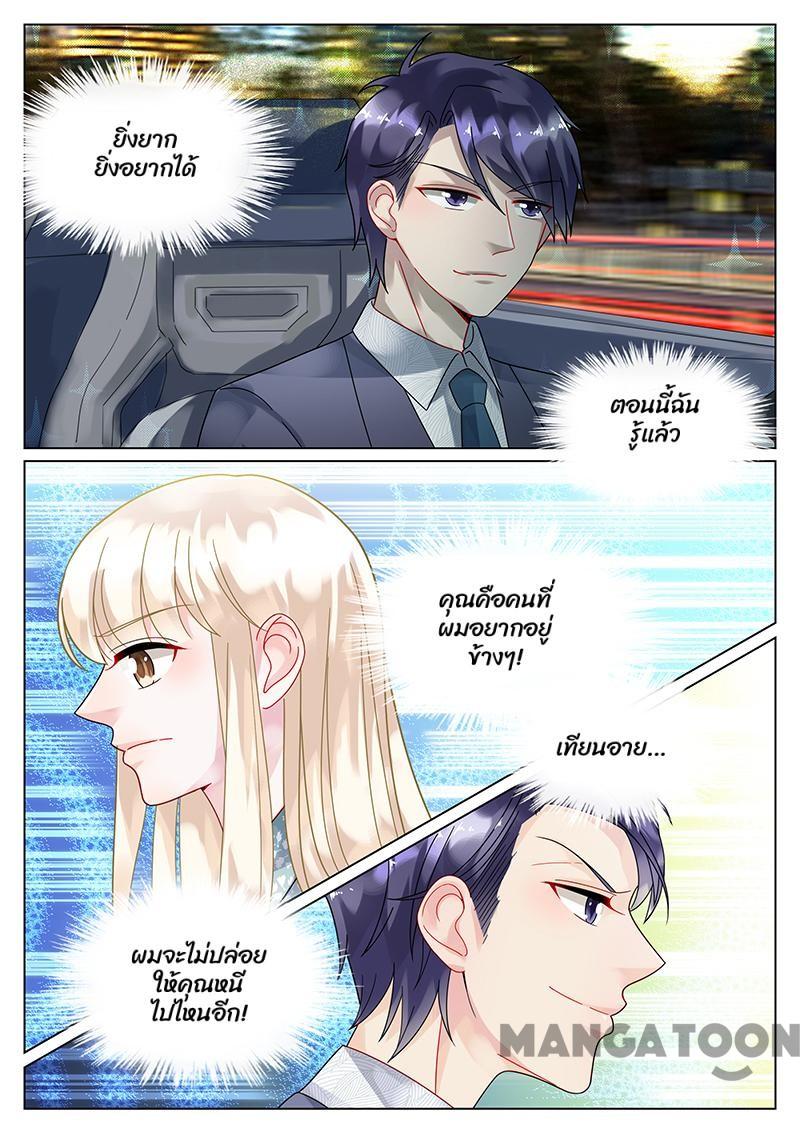 ยิ่งยาก
ยิ่งอยากได้
ตอนนี้ฉัน
รู้แล้ว
คุณคือคนที่
ผมอยากอยู่
ข้างๆ!
เทียนอาย...
ผมจะไม่ปล่อย
ให้คุณหนี
ไปไหนอีก!
MANGATOON